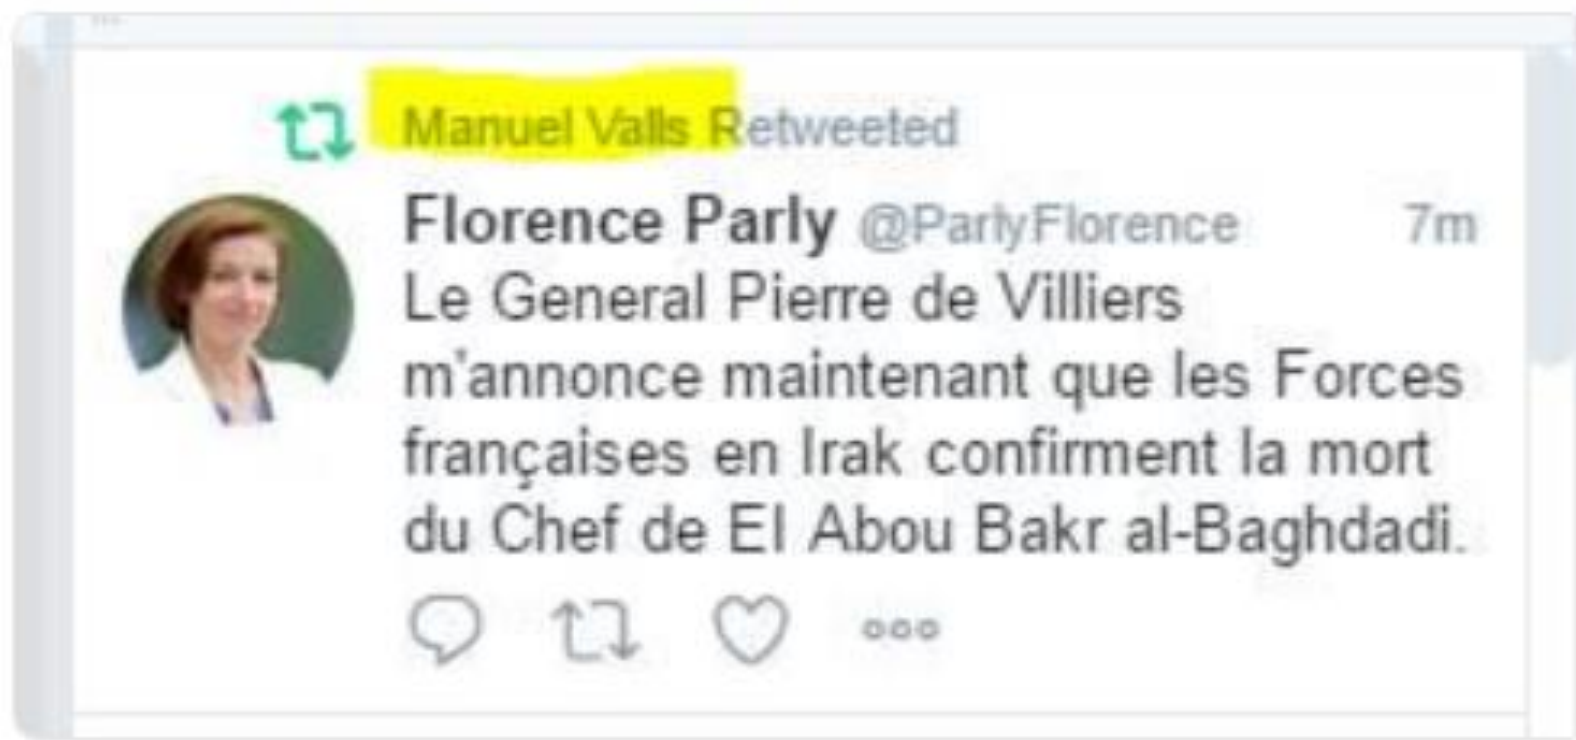 Manuel Valls Retweeted
Florence Parly @ParlyFlorence 7m
Le General Pierre de Villiers
m'annonce maintenant que les Forces
françaises en Irak confirment la mort
du Chef de EI Abou Bakr al-Baghdadi.